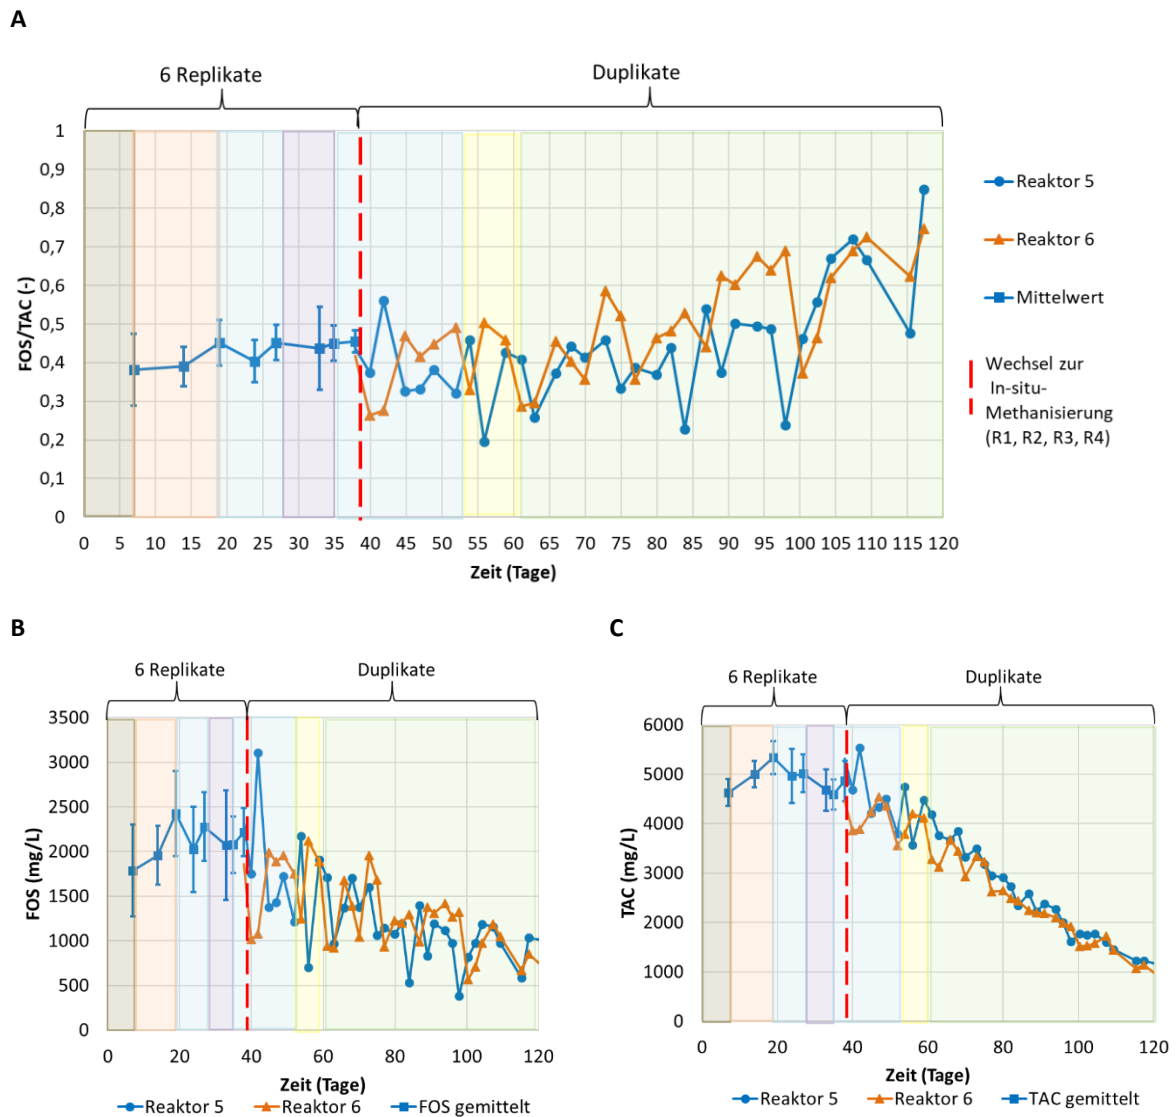 A
6 Replikate
Duplikate
1
0,9
0,8
0,7
0,6
0,5
0,4
0,3
0,2
0,1
0
FOS/TAC (-)
0 5 10 15 20 25 30 35 40 45 50 55 60 65 70 75 80 85 90 95 100 105 110 115 120
Zeit (Tage)
Reaktor 5
Reaktor 6
Mittelwert
Wechsel zur
In-situ-
Methanisierung
(R1, R2, R3, R4)
B
6 Replikate
Duplikate
3500
3000
2500
2000
1500
1000
500
0
FOS (mg/L)
0 20 40 60 80 100 120
Zeit (Tage)
Reaktor 5 Reaktor 6 FOS gemittelt
C
6 Replikate
Duplikate
6000
5000
4000
3000
2000
1000
0
TAC (mg/L)
0 20 40 60 80 100 120
Zeit (Tage)
Reaktor 5 Reaktor 6 TAC gemittelt